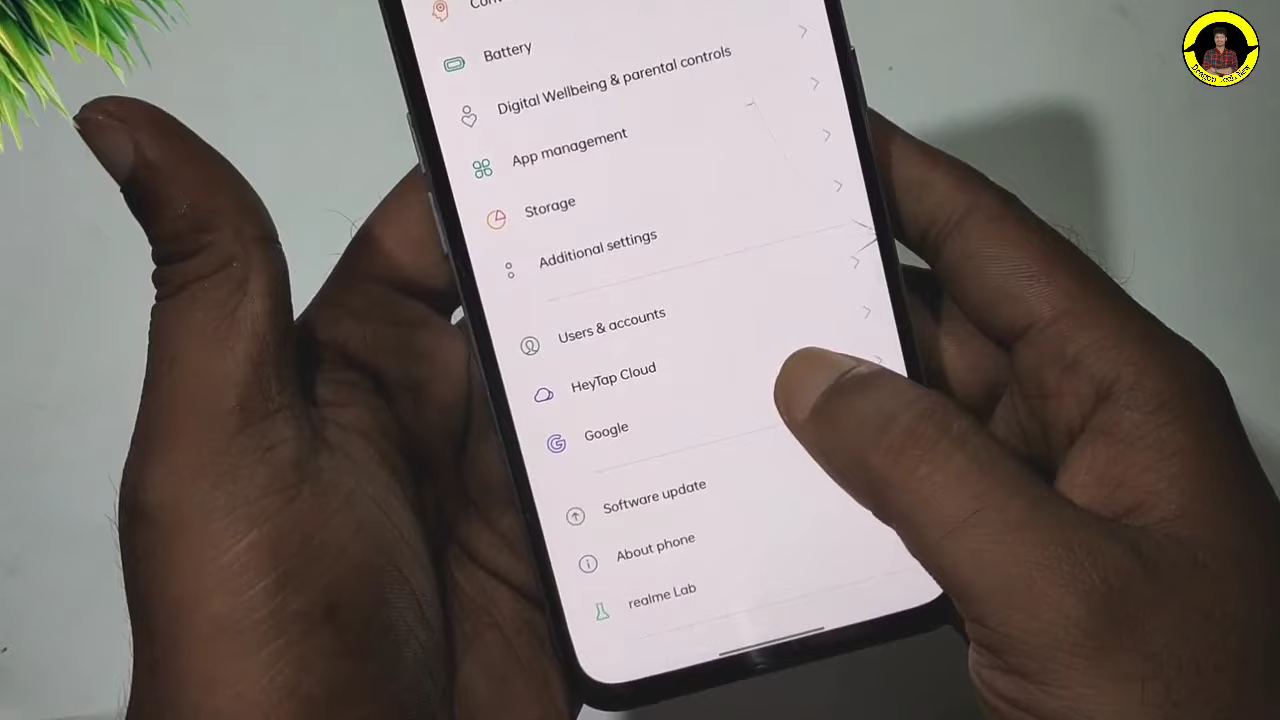 Battery
Digital Wellbeing & parental controls
App management
Storage
Additional settings
Users & accounts
HeyTap Cloud
Google
Software update
About phone
realme Lab